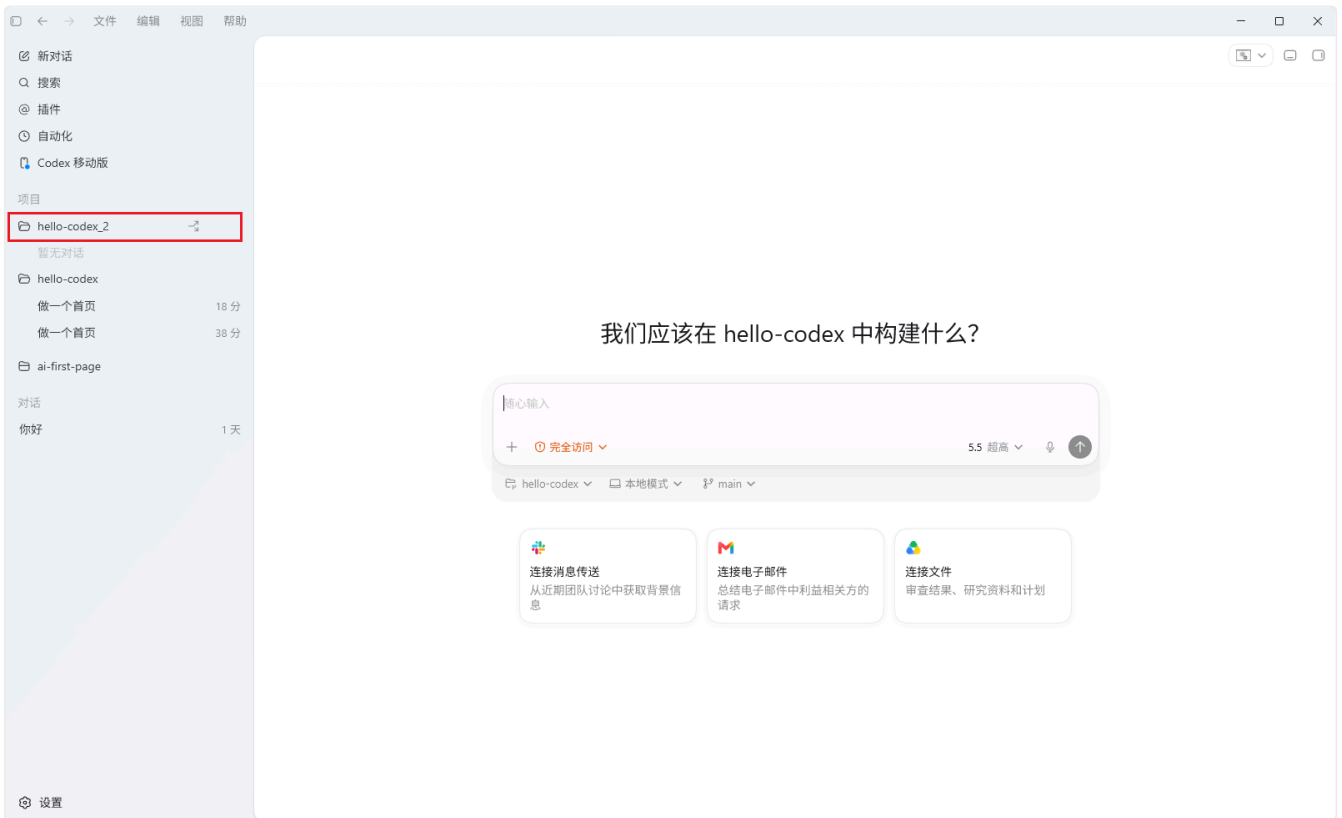 文件 编辑 视图 帮助
新对话
搜索
插件
自动化
Codex 移动版
项目
hello-codex_2
暂无对话
hello-codex
做一个首页 18 分
做一个首页 38 分
ai-first-page
对话
你好 1 天
设置
我们应该在 hello-codex 中构建什么？
随心输入
完全访问 5.5 超高
hello-codex 本地模式 main
连接消息传送
从近期团队讨论中获取背景信
息
连接电子邮件
总结电子邮件中利益相关方的
请求
连接文件
审查结果、研究资料和计划